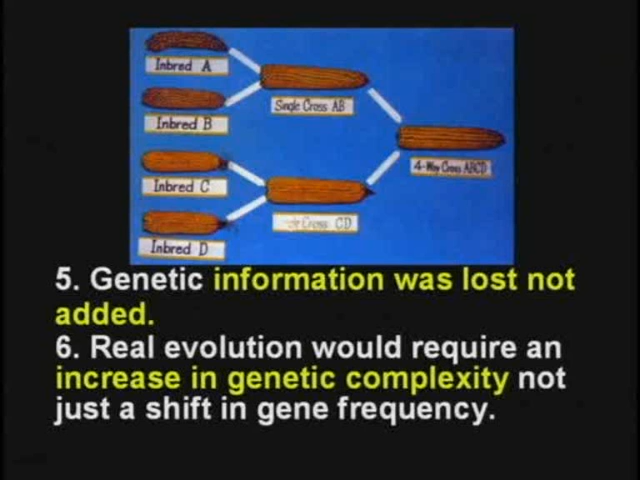 Inbred A
Single Cross AB
Inbred B
4-Way Cross ABCD
Inbred C
Cross CD
Inbred D
5. Genetic information was lost not
added.
6. Real evolution would require an
increase in genetic complexity not
just a shift in gene frequency.